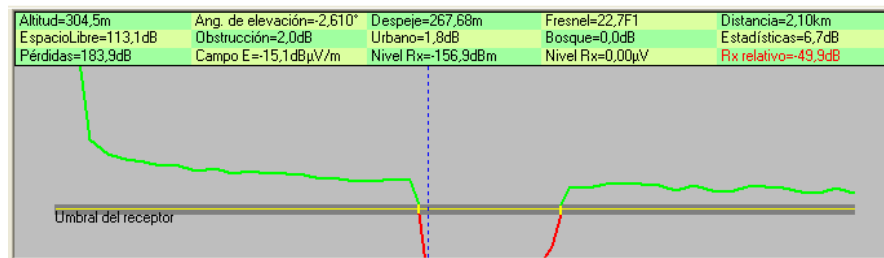 Altitud=304,5m Ang. de elevación=-2,610° Despeje=267,68m Fresnel=22,7F1 Distancia=2,10km
EspacioLibre=113,1dB Obstrucción=2,0dB Urbano=1,8dB Bosque=0,0dB Estadísticas=6,7dB
Pérdidas=183,9dB Campo E=-15,1dBµV/m Nivel Rx=-156,9dBm Nivel Rx=0,00µV Rx relativo=-49,9dB
Umbral del receptor